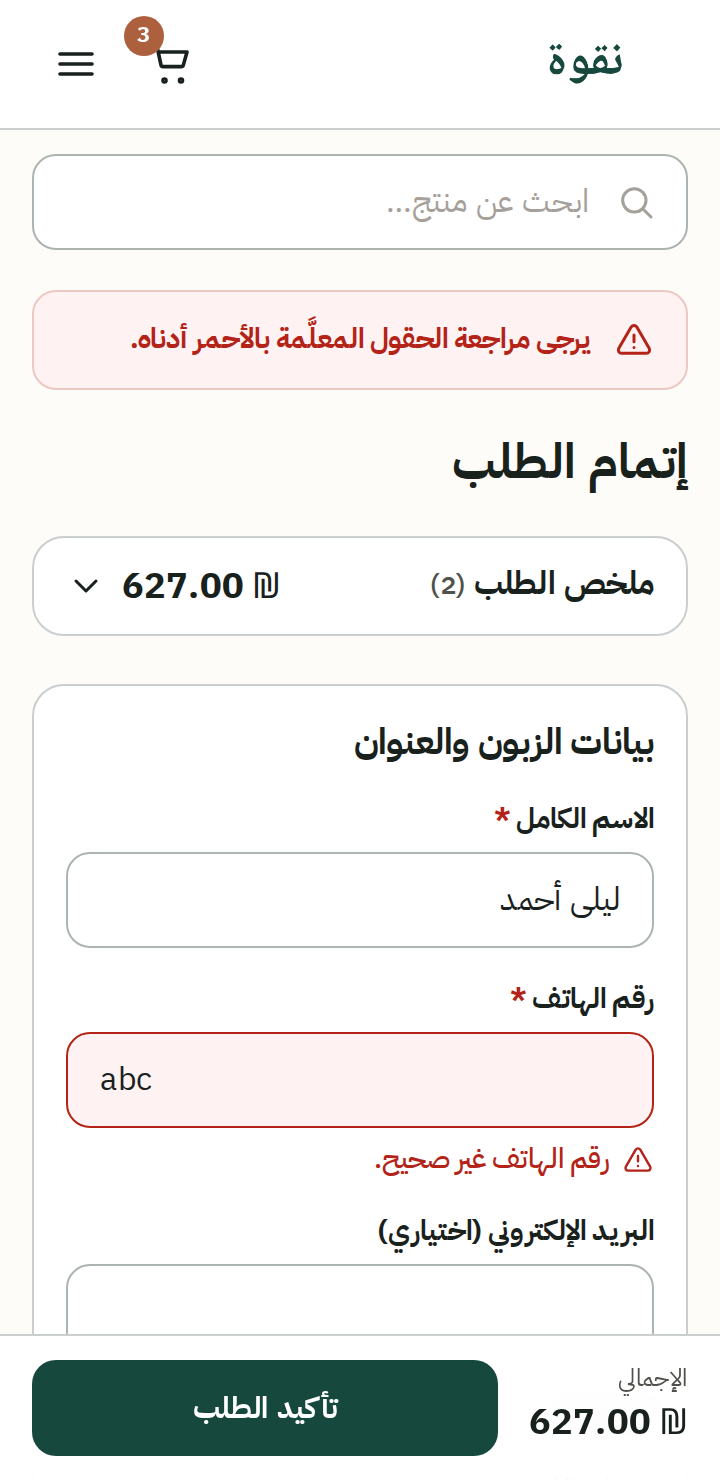 نقوة
3
ابحث عن منتج...
يرجى مراجعة الحقول المعلَّمة بالأحمر أدناه.
إتمام الطلب
ملخص الطلب (2)
₪ 627.00
بيانات الزبون والعنوان
الاسم الكامل *
ليلى أحمد
رقم الهاتف *
abc
رقم الهاتف غير صحيح.
البريد الإلكتروني (اختياري)
الإجمالي
₪ 627.00
تأكيد الطلب